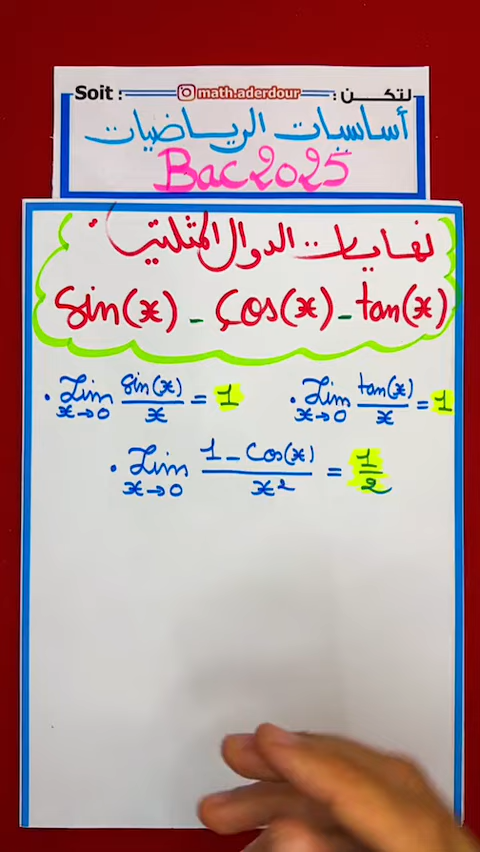 Soit : math.aderdour لتكن :
أساسيات الرياضيات
Bac2025
نهايات الدوال المثلثية
sin(x) - cos(x) - tan(x)
• Lim x→0 sin(x)/x = 1 • Lim x→0 tan(x)/x = 1
• Lim x→0 1 - cos(x)/x² = 1/2